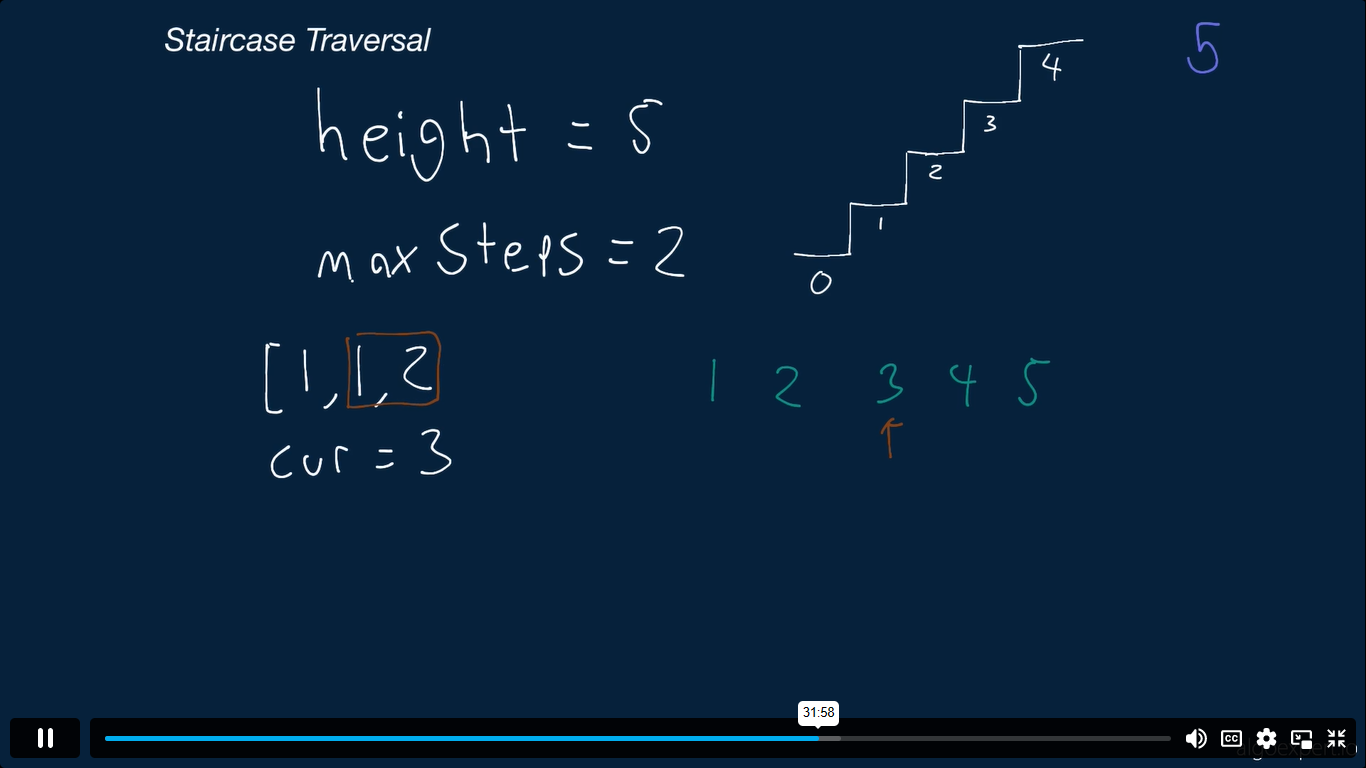 Staircase Traversal
5
height = 5
maxSteps = 2
4
3
2
1
0
[1, 1, 2
1 2 3 4 5
cur = 3
31:58
CC